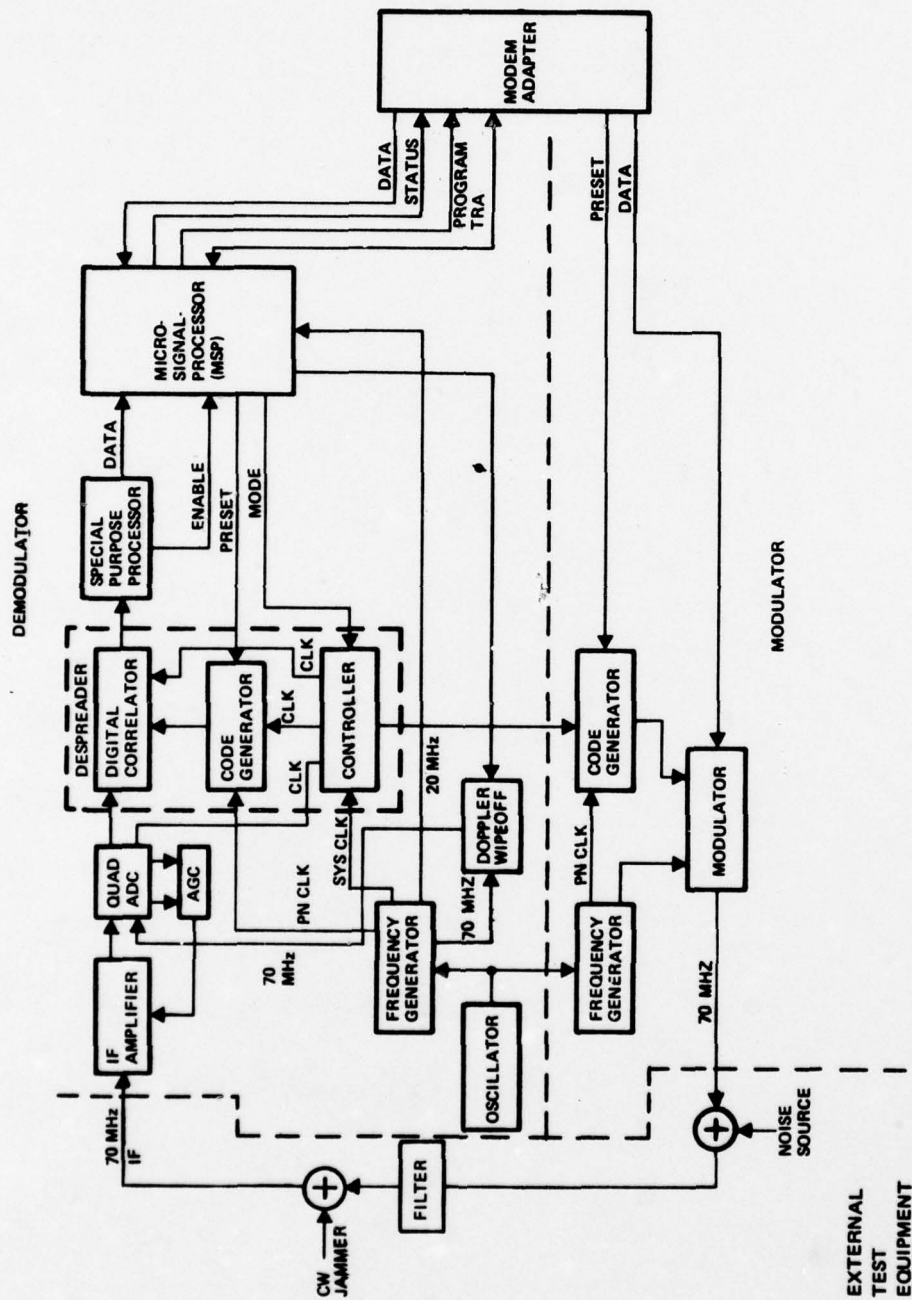 DEMODULATOR
70 MHz
IF
IF
AMPLIFIER
QUAD
ADC
AGC
DESPREADER
DIGITAL
CORRELATOR
CODE
GENERATOR
CONTROLLER
CLK
CLK
CLK
SPECIAL
PURPOSE
PROCESSOR
DATA
ENABLE
PRESET
MODE
MICRO-
SIGNAL-
PROCESSOR
(MSP)
DATA
STATUS
PROGRAM
TRA
MODEM
ADAPTER
CW
JAMMER
FILTER
70
MHz
PN CLK
SYS CLK
20 MHz
FREQUENCY
GENERATOR
70 MHZ
DOPPLER
WIPEOFF
OSCILLATOR
PRESET
DATA
FREQUENCY
GENERATOR
PN CLK
CODE
GENERATOR
MODULATOR
MODULATOR
70 MHZ
NOISE
SOURCE
EXTERNAL
TEST
EQUIPMENT